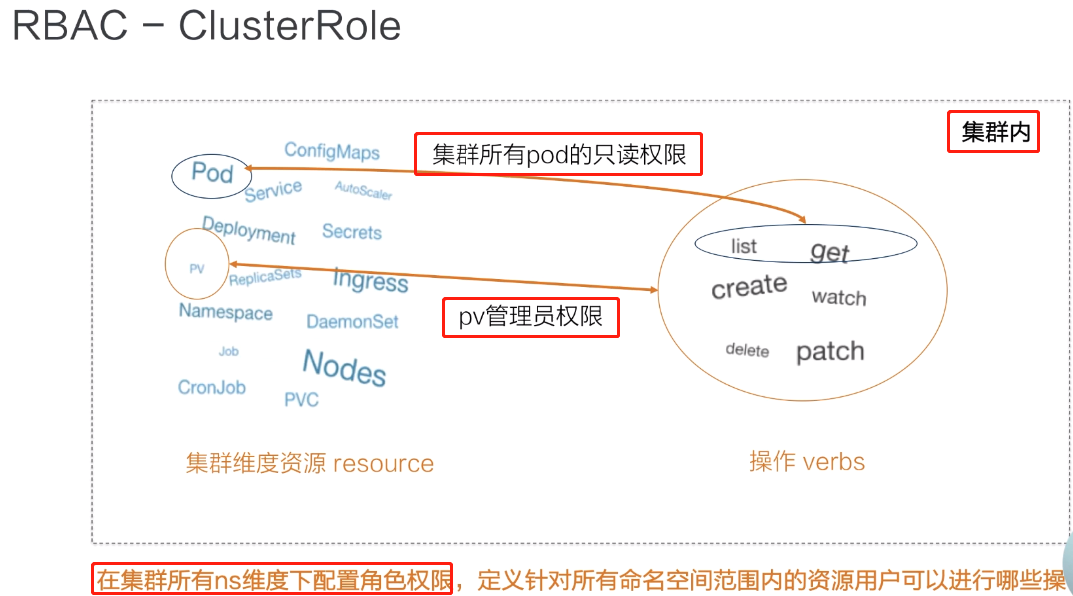 RBAC – ClusterRole
集群内
集群所有pod的只读权限
ConfigMaps
Pod
Service
AutoScaler
Deployment
Secrets
PV
ReplicaSets
Ingress
Namespace
DaemonSet
Job
Nodes
CronJob
PVC
pv管理员权限
list
get
create
watch
delete
patch
集群维度资源 resource
操作 verbs
在集群所有ns维度下配置角色权限，定义针对所有命名空间范围内的资源用户可以进行哪些操